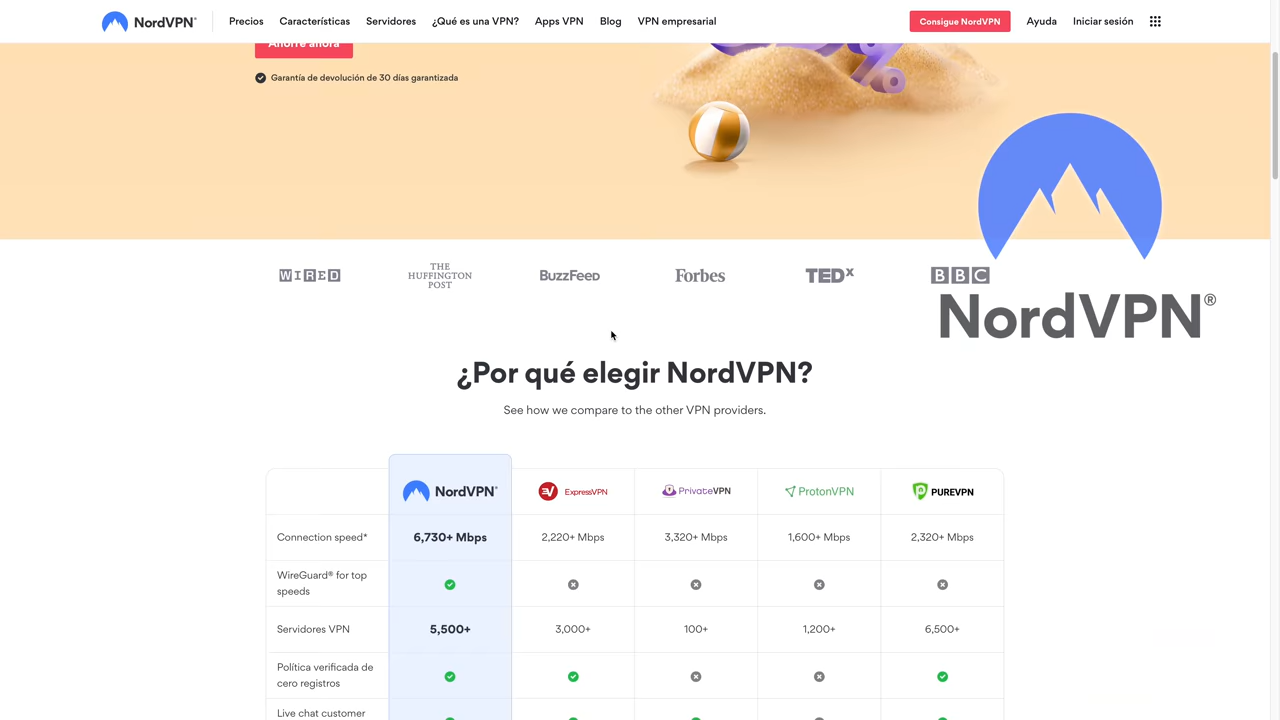 NordVPN®
Precios
Características
Servidores
¿Qué es una VPN?
Apps VPN
Blog
VPN empresarial
Consigue NordVPN
Ayuda
Iniciar sesión
Ahorre ahora
%
Garantía de devolución de 30 días garantizada
WIRED
THE
HUFFINGTON
POST
BuzzFeed
Forbes
TEDx
BBC
NordVPN®
¿Por qué elegir NordVPN?
See how we compare to the other VPN providers.
NordVPN®
ExpressVPN
PrivateVPN
ProtonVPN
PUREVPN
Connection speed*
6,730+ Mbps
2,220+ Mbps
3,320+ Mbps
1,600+ Mbps
2,320+ Mbps
WireGuard® for top
speeds
Servidores VPN
5,500+
3,000+
100+
1,200+
6,500+
Política verificada de
cero registros
Live chat customer